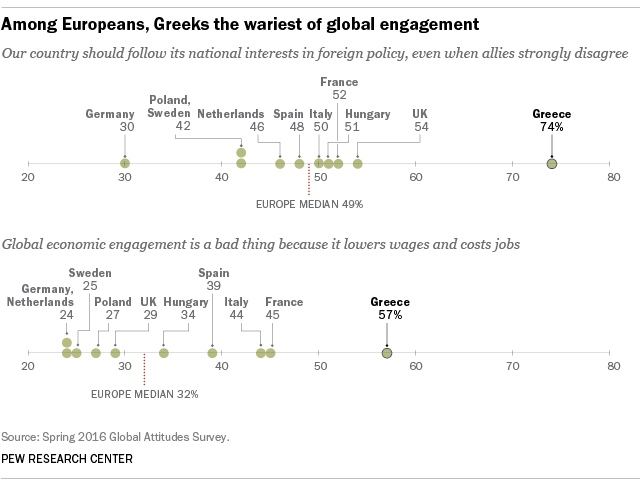 Among Europeans, Greeks the wariest of global engagement
Our country should follow its national interests in foreign policy, even when allies strongly disagree
France
52
Germany
30
Poland,
Sweden
42
Netherlands
46
Spain
48
Italy
50
Hungary
51
UK
54
Greece
74%
20 30 40 50 60 70 80
EUROPE MEDIAN 49%
Global economic engagement is a bad thing because it lowers wages and costs jobs
Germany,
Netherlands
24
Sweden
25
Poland
27
UK
29
Hungary
34
Spain
39
Italy
44
France
45
Greece
57%
20 30 40 50 60 70 80
EUROPE MEDIAN 32%
Source: Spring 2016 Global Attitudes Survey.
PEW RESEARCH CENTER